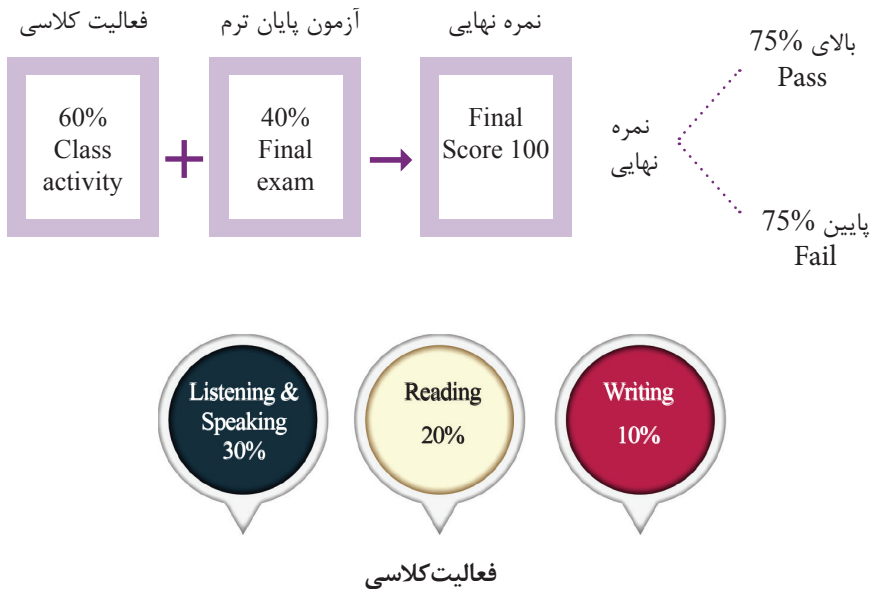 فعالیت کلاسی
آزمون پایان ترم
نمره نهایی
60%
Class
activity
+
40%
Final
exam
Final
Score 100
نمره
نهایی
بالای 75%
Pass
پایین 75%
Fail
Listening &
Speaking
30%
Reading
20%
Writing
10%
فعالیت‌کلاسی